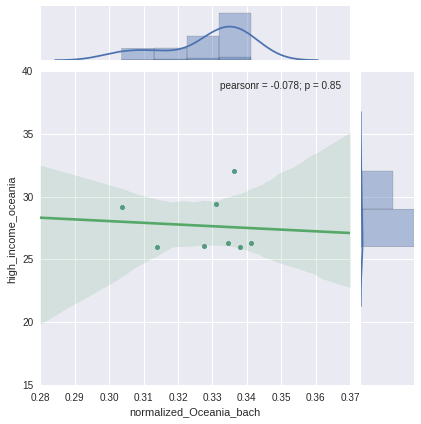 pearsonr = -0.078; p = 0.85
40
35
30
25
20
15
high_income_oceania
0.28 0.29 0.30 0.31 0.32 0.33 0.34 0.35 0.36 0.37
normalized_Oceania_bach